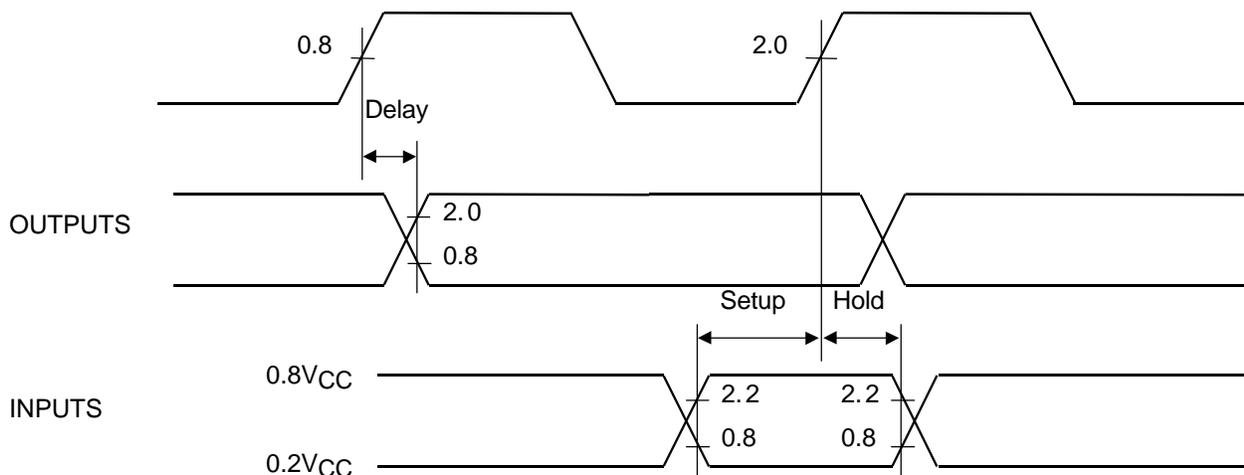 0.8 2.0
Delay
OUTPUTS 2.0
0.8
Setup Hold
0.8VCC
INPUTS 2.2 2.2
0.8 0.8
0.2VCC